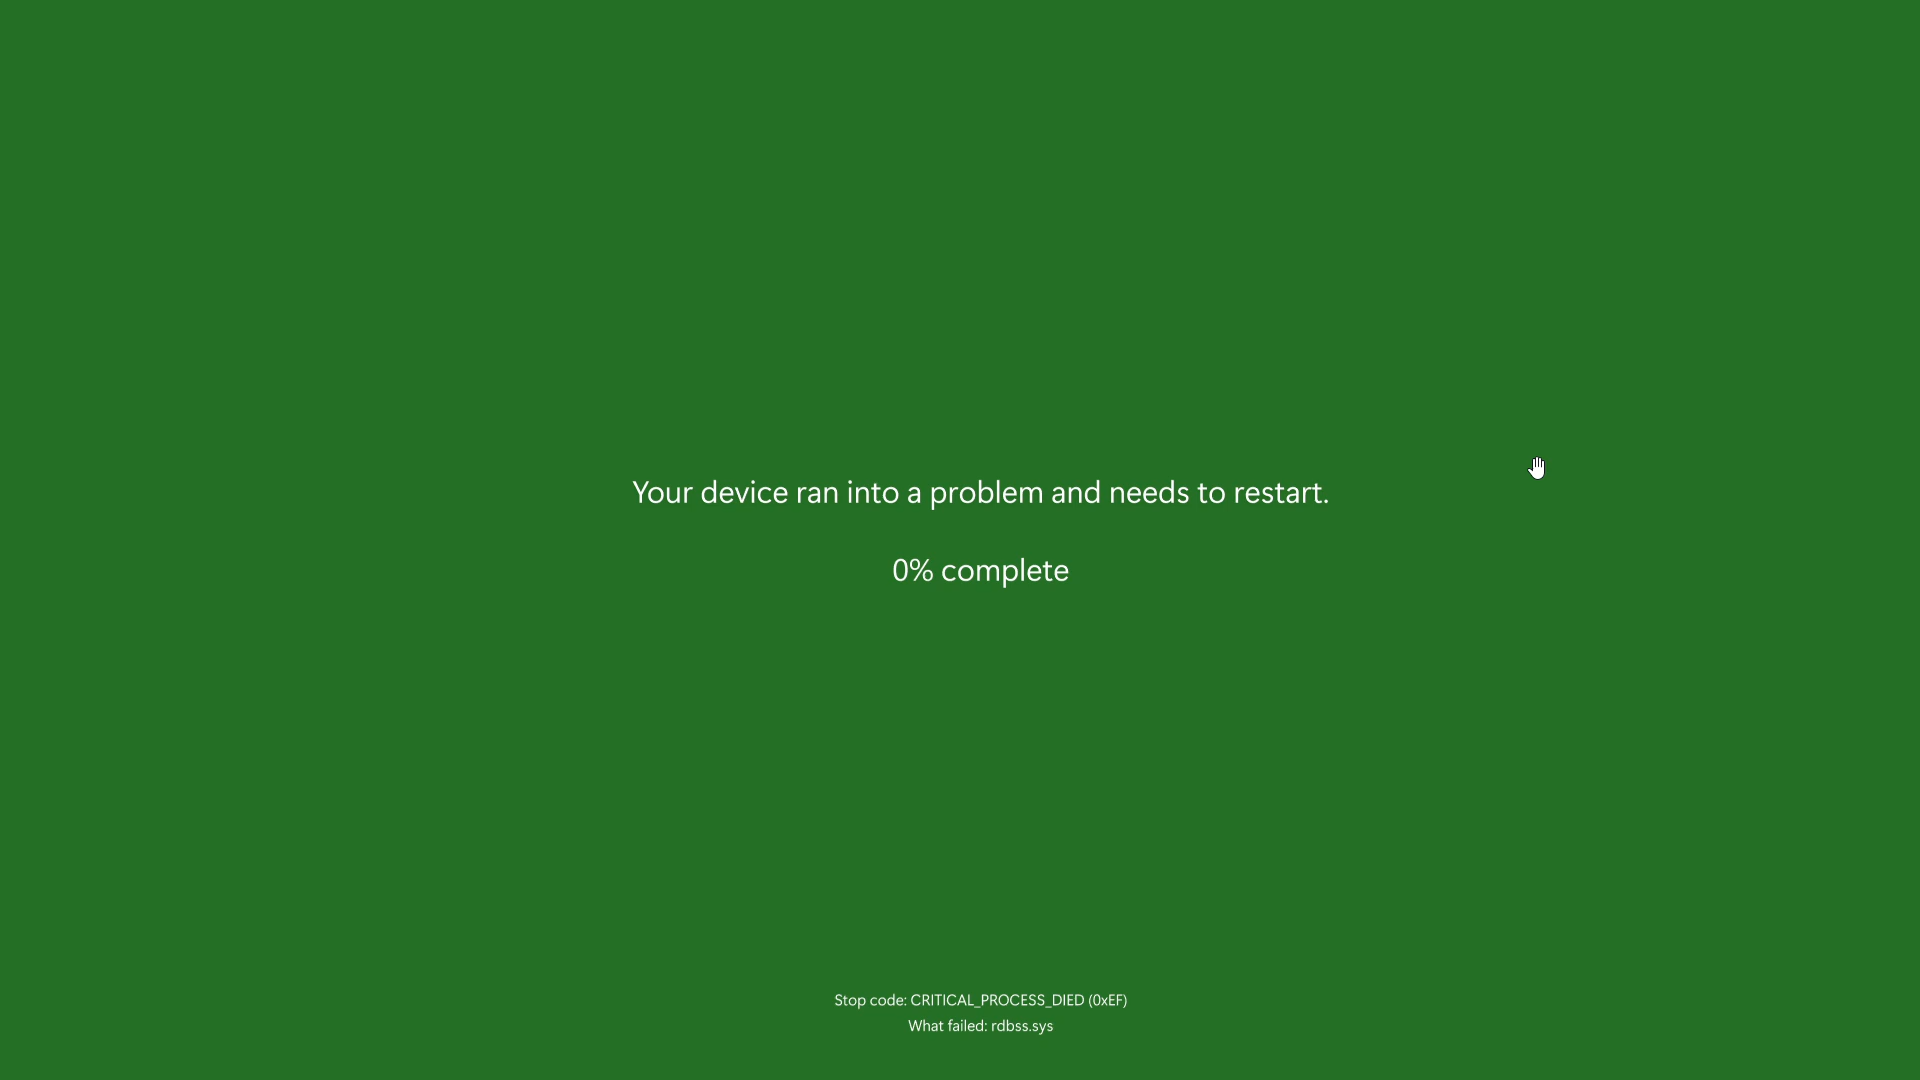 Your device ran into a problem and needs to restart.
0% complete
Stop code: CRITICAL_PROCESS_DIED (0xEF)
What failed: rdbss.sys